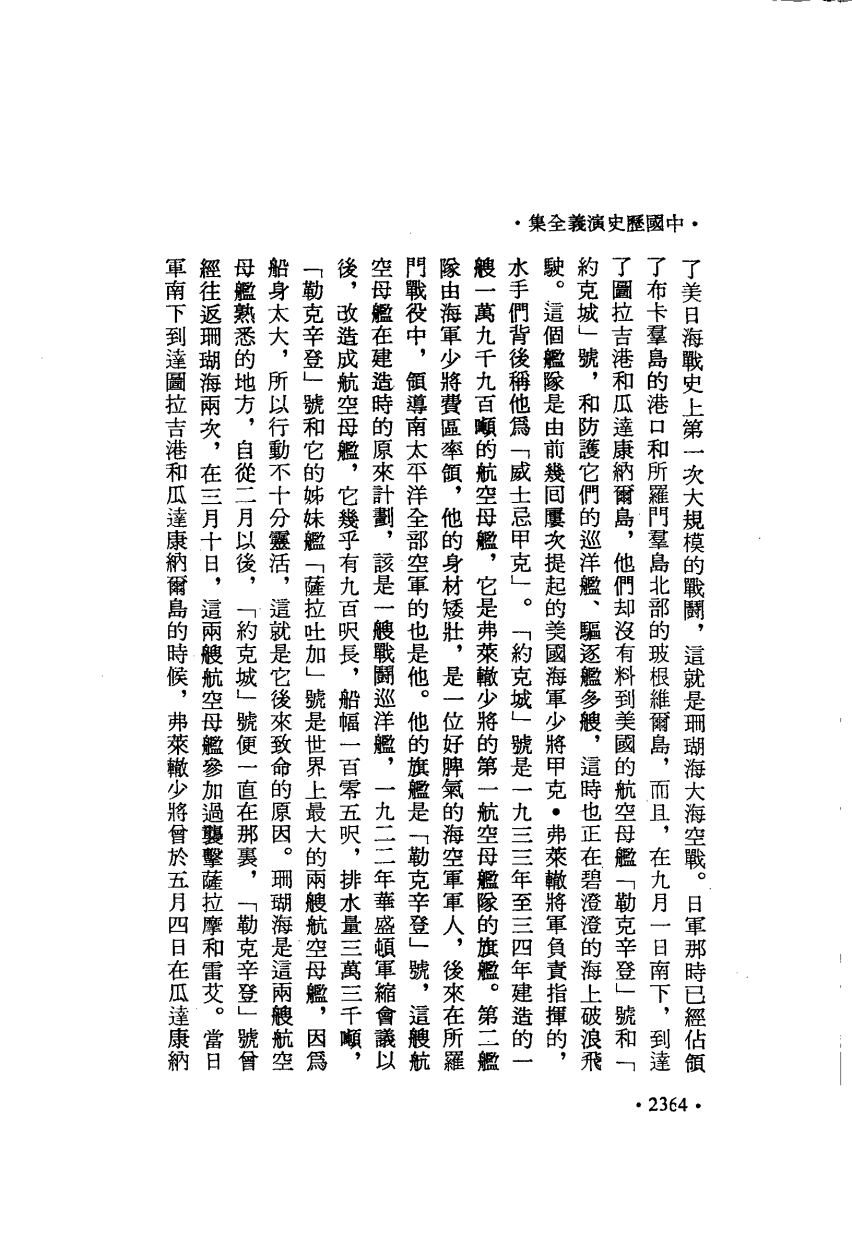 ・中國歷史演義全集・
了美日海戰史上第一次大規模的戰鬭，這就是珊瑚海大海空戰。日軍那時已經佔領
了布卡羣島的港口和所羅門羣島北部的玻根維爾島，而且，在九月一日南下，到達
了圖拉吉港和瓜達康納爾島，他們却沒有料到美國的航空母艦「勒克辛登」號和「
約克城」號，和防護它們的巡洋艦、驅逐艦多艘，這時也正在碧澄澄的海上破浪飛
駛。這個艦隊是由前幾囘屢次提起的美國海軍少將甲克•弗萊轍將軍負責指揮的，
水手們背後稱他爲「威士忌甲克」。「約克城」號是一九三三年至三四年建造的一
艘一萬九千九百噸的航空母艦，它是弗萊轍少將的第一航空母艦隊的旗艦。第二艦
隊由海軍少將費區率領，他的身材矮壯，是一位好脾氣的海空軍軍人，後來在所羅
門戰役中，領導南太平洋全部空軍的也是他。他的旗艦是「勒克辛登」號，這艘航
空母艦在建造時的原來計劃，該是一艘戰鬭巡洋艦，一九二二年華盛頓軍縮會議以
後，改造成航空母艦，它幾乎有九百呎長，船幅一百零五呎，排水量三萬三千噸，
「勒克辛登」號和它的姊妹艦「薩拉吐加」號是世界上最大的兩艘航空母艦，因爲
船身太大，所以行動不十分靈活，這就是它後來致命的原因。珊瑚海是這兩艘航空
母艦熟悉的地方，自從二月以後，「約克城」號便一直在那裏，「勒克辛登」號曾
經往返珊瑚海兩次，在三月十日，這兩艘航空母艦參加過襲擊薩拉摩和雷艾。當日
軍南下到達圖拉吉港和瓜達康納爾島的時候，弗萊轍少將曾於五月四日在瓜達康納
・2364・